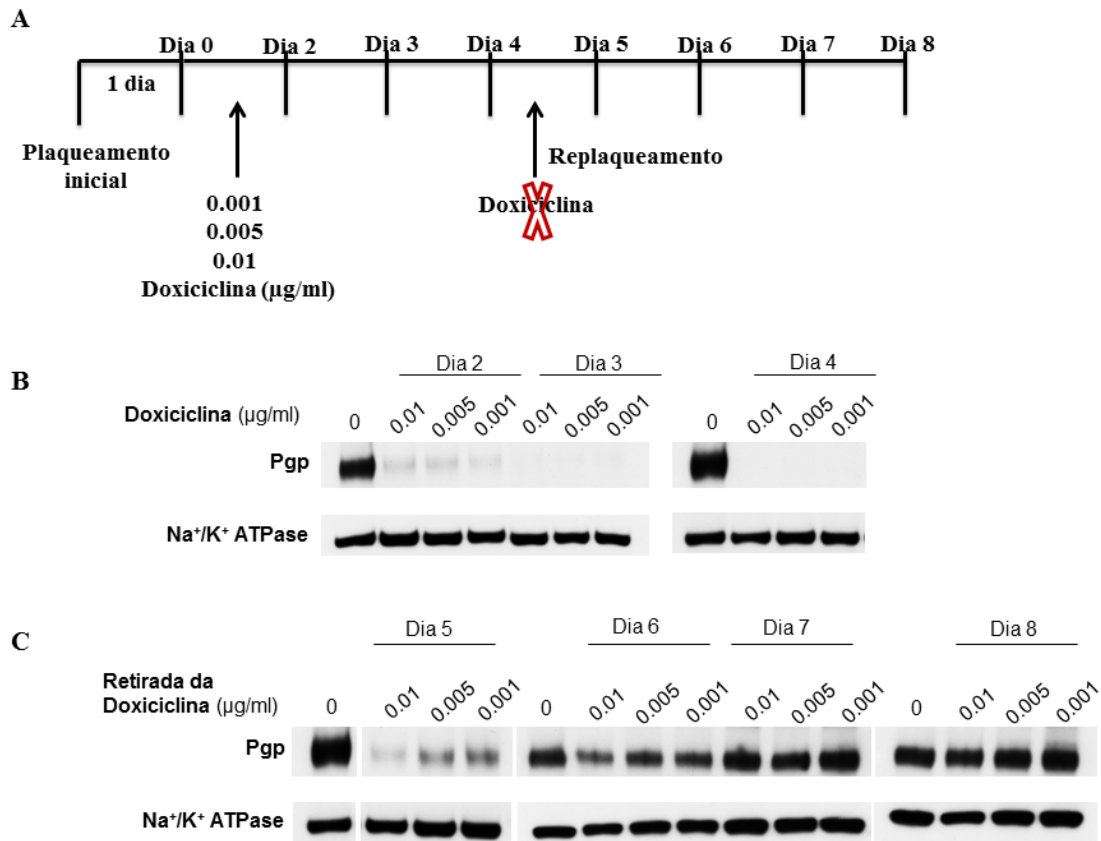 A
Dia 0 Dia 2 Dia 3 Dia 4 Dia 5 Dia 6 Dia 7 Dia 8
1 dia
Plaqueamento
inicial
Replaqueamento
Doxiciclina
0.001
0.005
0.01
Doxiciclina (µg/ml)
B
Dia 2 Dia 3 Dia 4
Doxiciclina (µg/ml) 0 0.01 0.005 0.001 0.01 0.005 0.001 0 0.01 0.005 0.001
Pgp
Na⁺/K⁺ ATPase
C
Dia 5 Dia 6 Dia 7 Dia 8
Retirada da
Doxiciclina (µg/ml) 0 0.01 0.005 0.001 0 0.01 0.005 0.001 0.01 0.005 0.001 0 0.01 0.005 0.001
Pgp
Na⁺/K⁺ ATPase